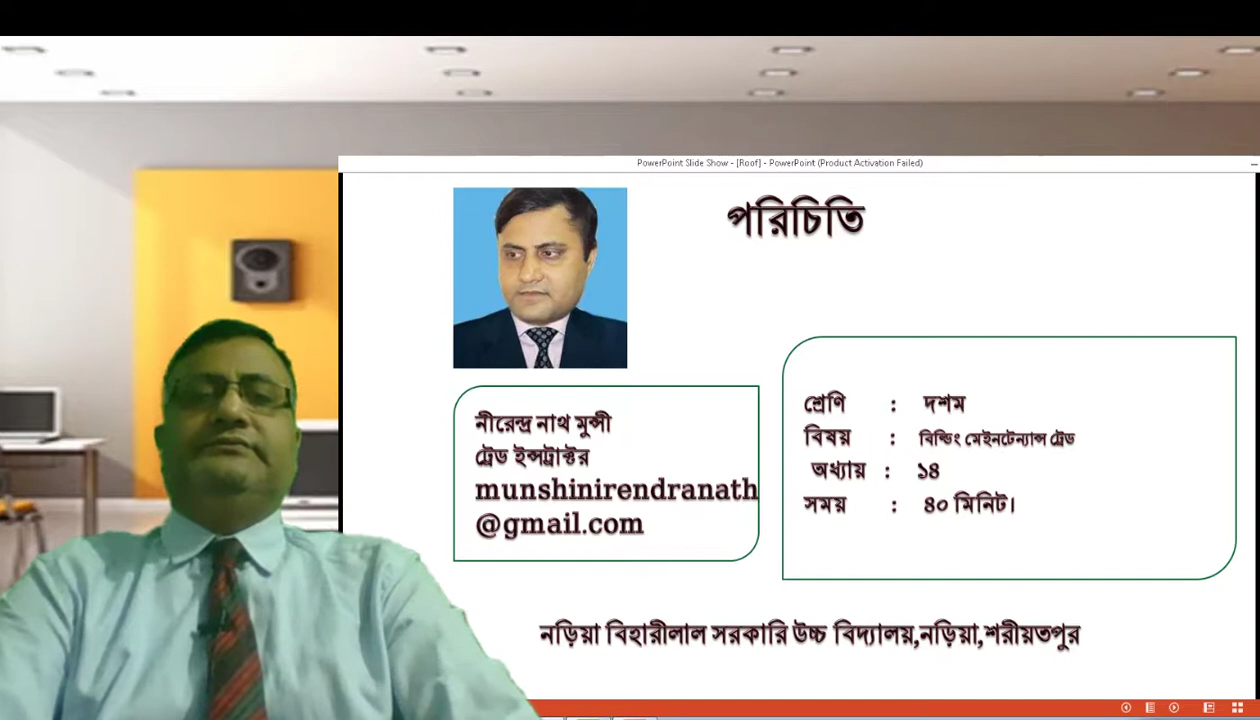 PowerPoint Slide Show - [Roof] - PowerPoint (Product Activation Failed)
পরিচিতি
নীরেন্দ্র নাথ মুন্সী
ট্রেড ইন্সট্রাক্টর
munshinirendranath
@gmail.com
শ্রেণি : দশম
বিষয় : বিল্ডিং মেইনটেন্যান্স ট্রেড
অধ্যায় : ১৪
সময় : ৪০ মিনিট।
নড়িয়া বিহারীলাল সরকারি উচ্চ বিদ্যালয়,নড়িয়া,শরীয়তপুর